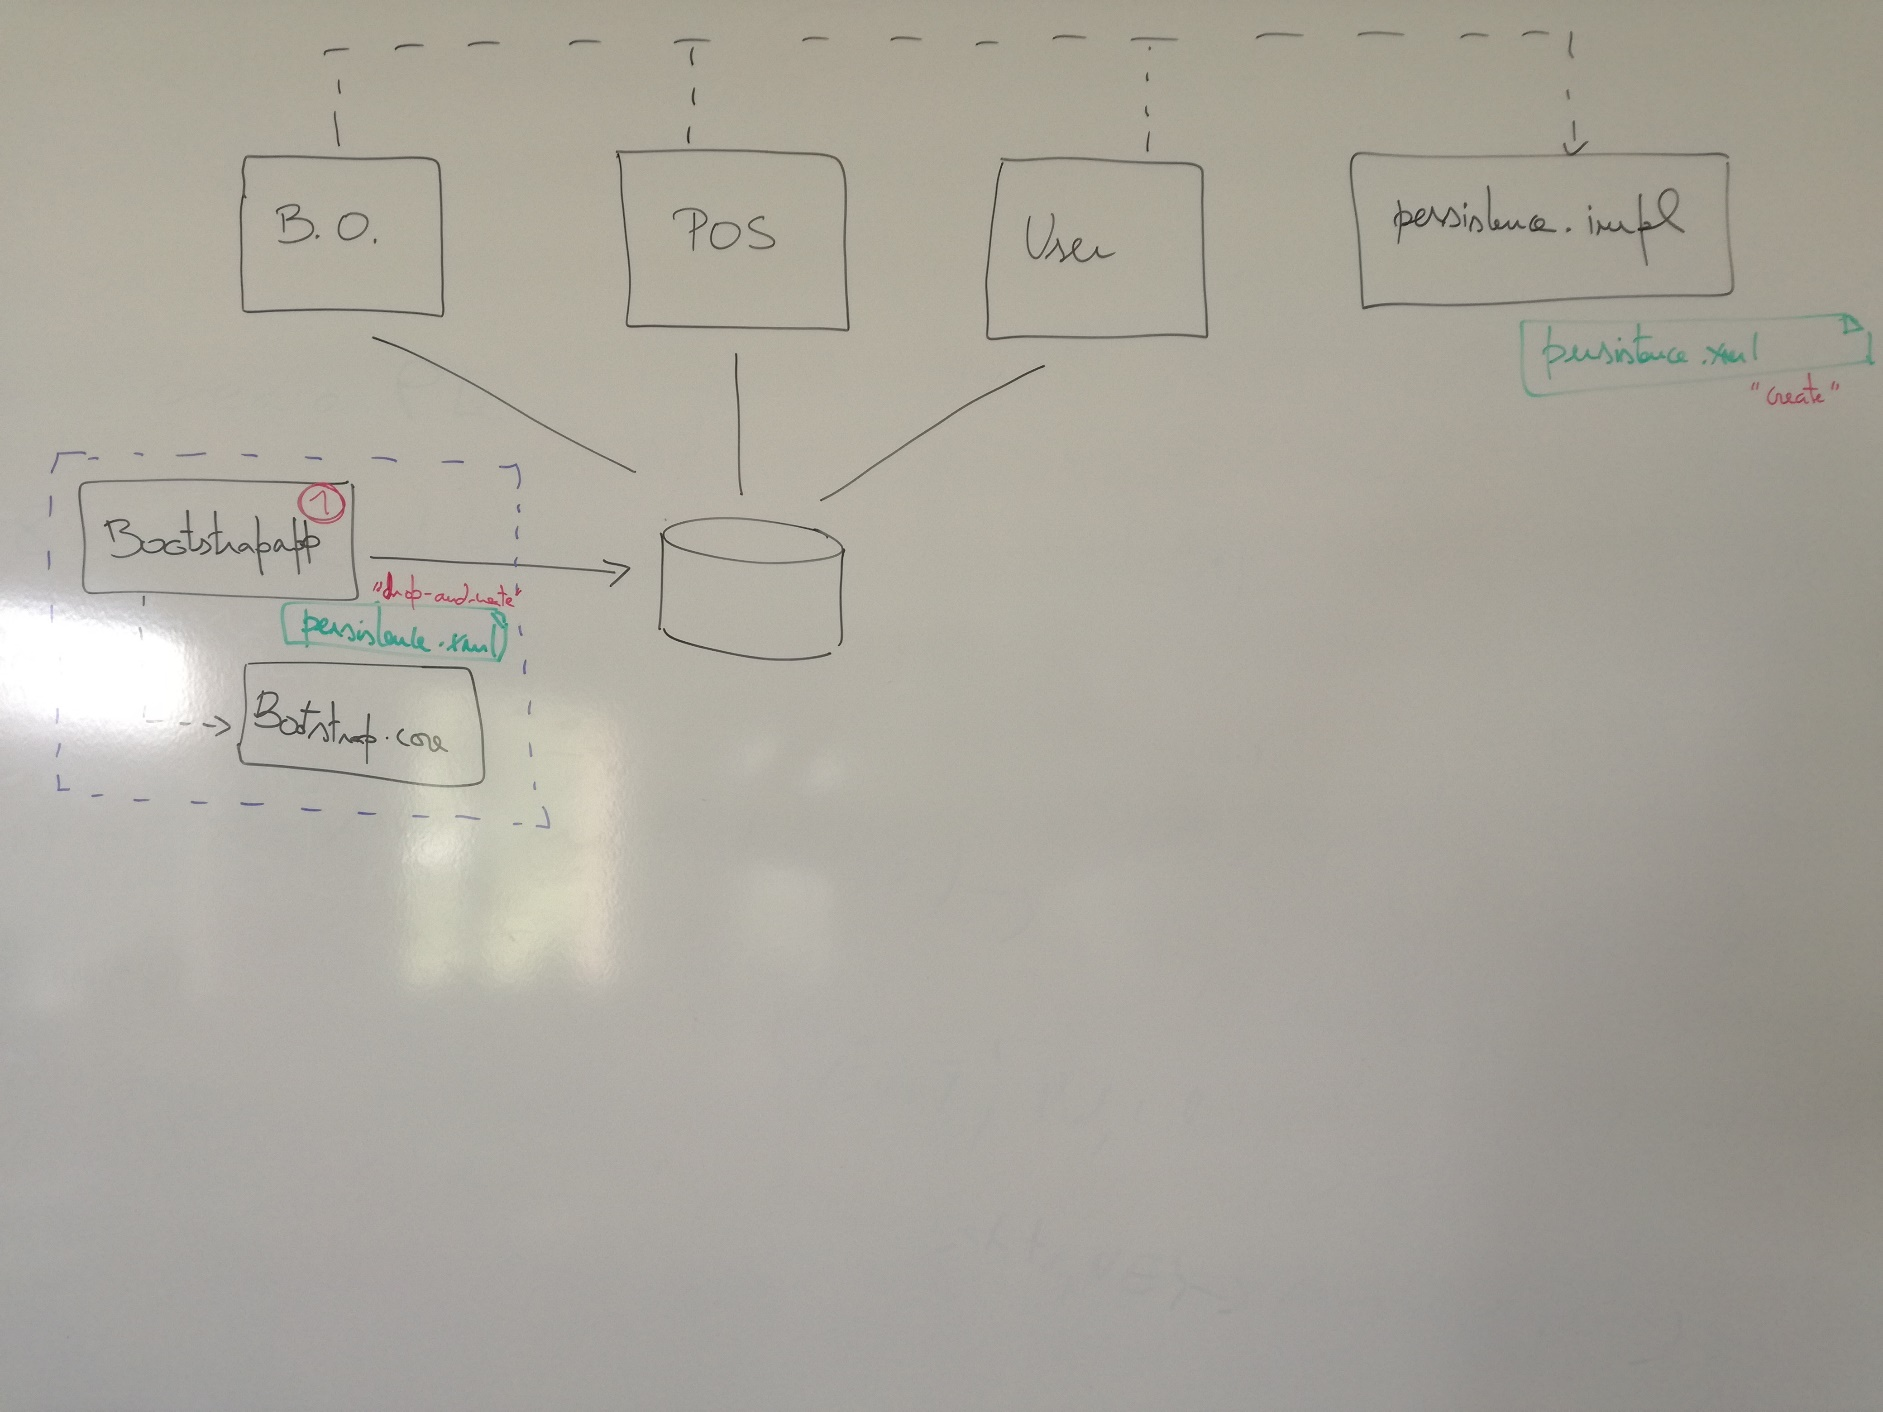 B.O.
POS
User
persistence.impl
persistence.xml
"create"
1
Bootstrapapp
"drop-and-create"
persistence.xml
Bootstrap.core